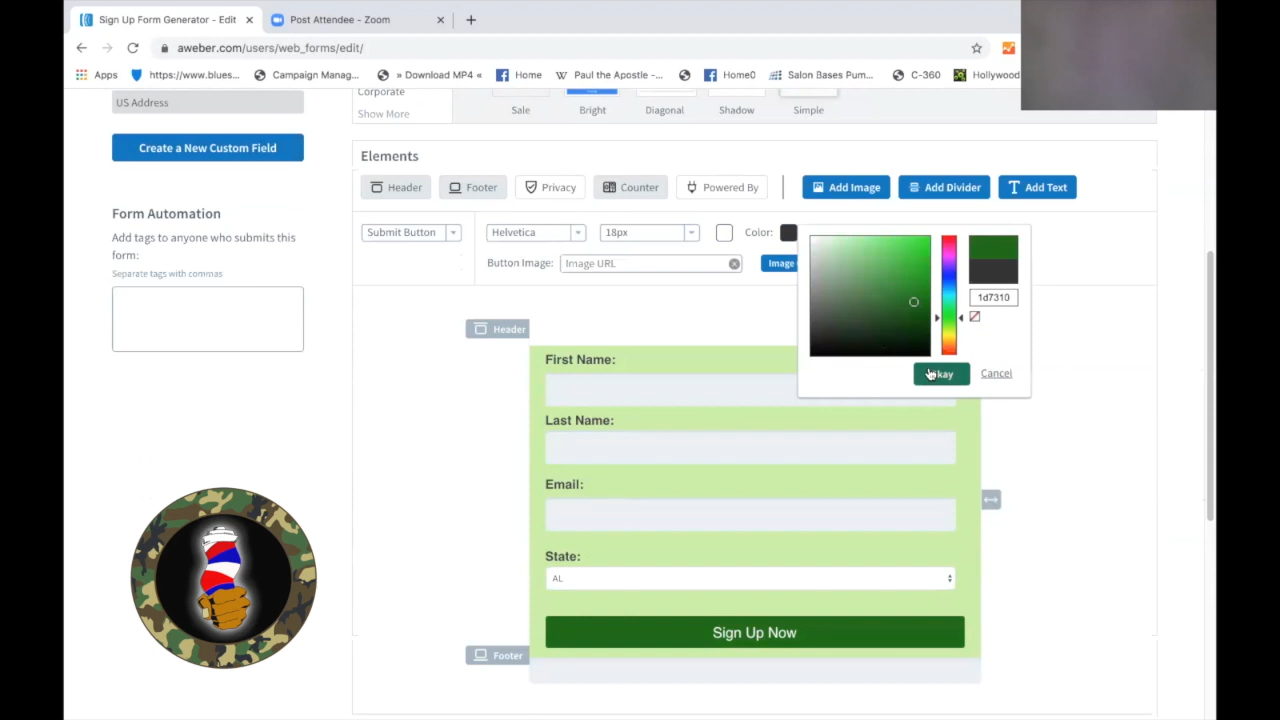 Sign Up Form Generator - Edit
Post Attendee - Zoom
aweber.com/users/web_forms/edit/
Apps
https://www.blues...
Campaign Manag...
» Download MP4 «
Home
Paul the Apostle -...
Home0
Salon Bases Pum...
C-360
Hollywood
US Address
Corporate
Show More
Sale
Bright
Diagonal
Shadow
Simple
Create a New Custom Field
Elements
Header
Footer
Privacy
Counter
Powered By
Add Image
Add Divider
Add Text
Form Automation
Add tags to anyone who submits this
form:
Separate tags with commas
Submit Button
Helvetica
18px
Color:
Button Image:
Image URL
Image
1d7310
Cancel
Header
First Name:
Last Name:
Email:
State:
AL
Sign Up Now
Footer